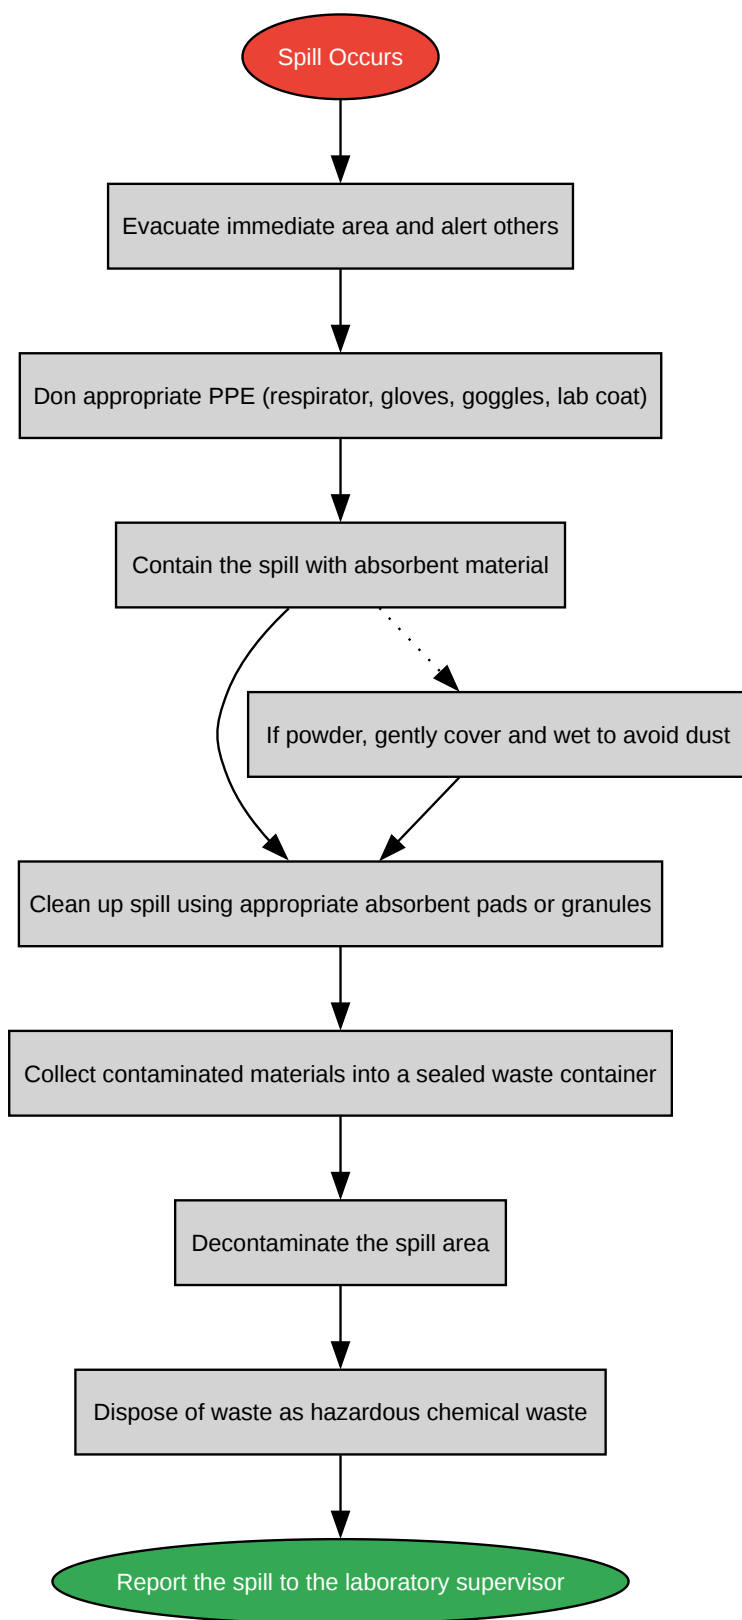 Spill Occurs
Evacuate immediate area and alert others
Don appropriate PPE (respirator, gloves, goggles, lab coat)
Contain the spill with absorbent material
If powder, gently cover and wet to avoid dust
Clean up spill using appropriate absorbent pads or granules
Collect contaminated materials into a sealed waste container
Decontaminate the spill area
Dispose of waste as hazardous chemical waste
Report the spill to the laboratory supervisor